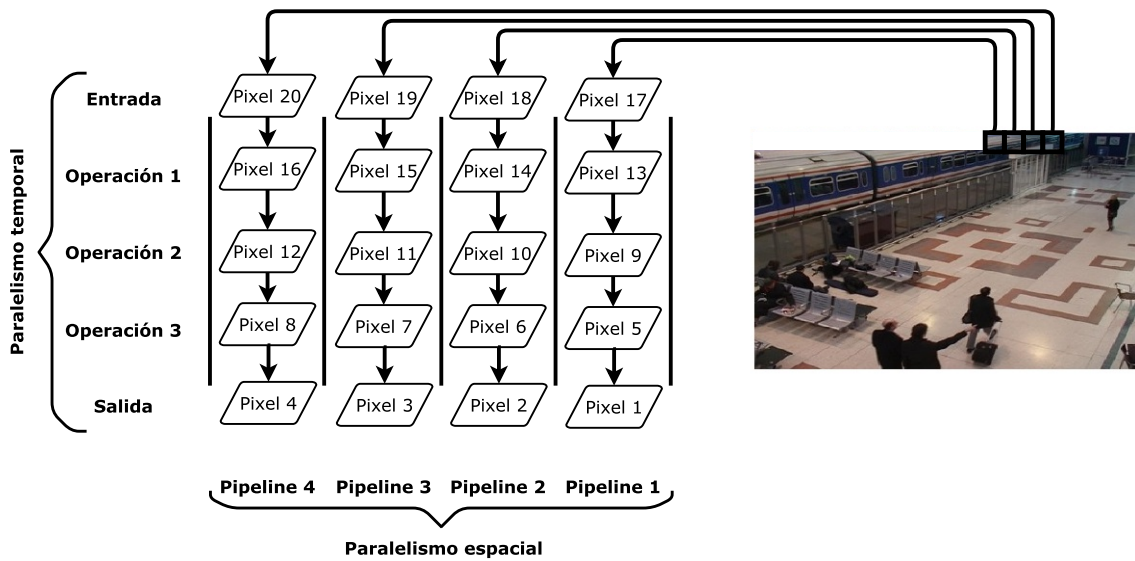 Entrada
Pixel 20
Pixel 19
Pixel 18
Pixel 17
Operación 1
Pixel 16
Pixel 15
Pixel 14
Pixel 13
Operación 2
Pixel 12
Pixel 11
Pixel 10
Pixel 9
Operación 3
Pixel 8
Pixel 7
Pixel 6
Pixel 5
Salida
Pixel 4
Pixel 3
Pixel 2
Pixel 1
Paralelismo temporal
Pipeline 4
Pipeline 3
Pipeline 2
Pipeline 1
Paralelismo espacial